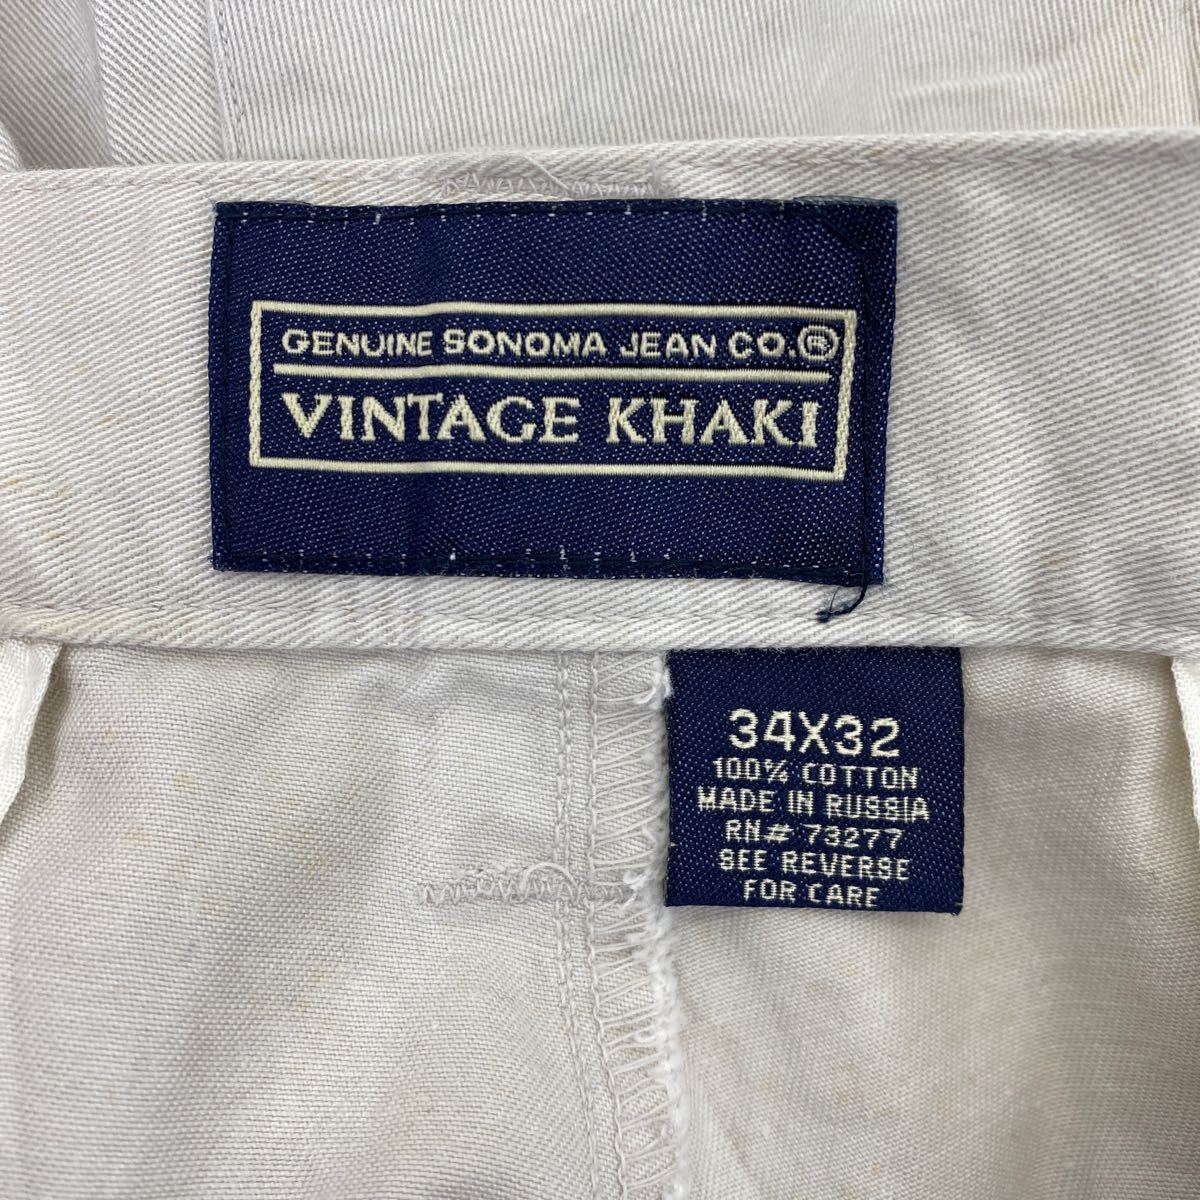 GENUINE SONOMA JEAN CO.®
VINTAGE KHAKI
34X32
100% COTTON
MADE IN RUSSIA
RN# 73277
SEE REVERSE
FOR CARE